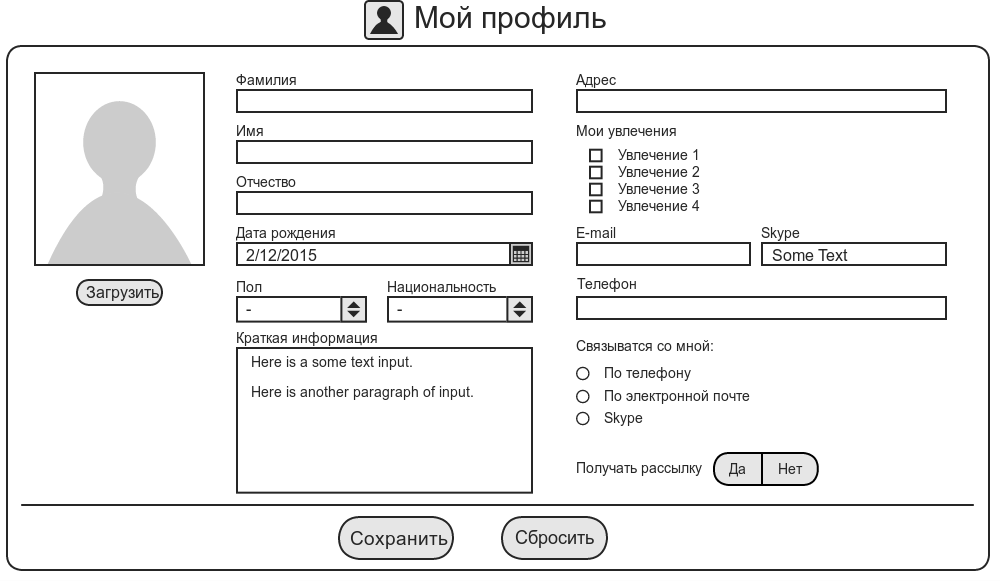 Мой профиль
Загрузить
Фамилия
Имя
Отчество
Дата рождения
2/12/2015
Пол
Национальность
-
-
Краткая информация
Here is a some text input.
Here is another paragraph of input.
Адрес
Мои увлечения
Увлечение 1
Увлечение 2
Увлечение 3
Увлечение 4
E-mail
Skype
Some Text
Телефон
Связыватся со мной:
По телефону
По электронной почте
Skype
Получать рассылку
Да
Нет
Сохранить
Сбросить